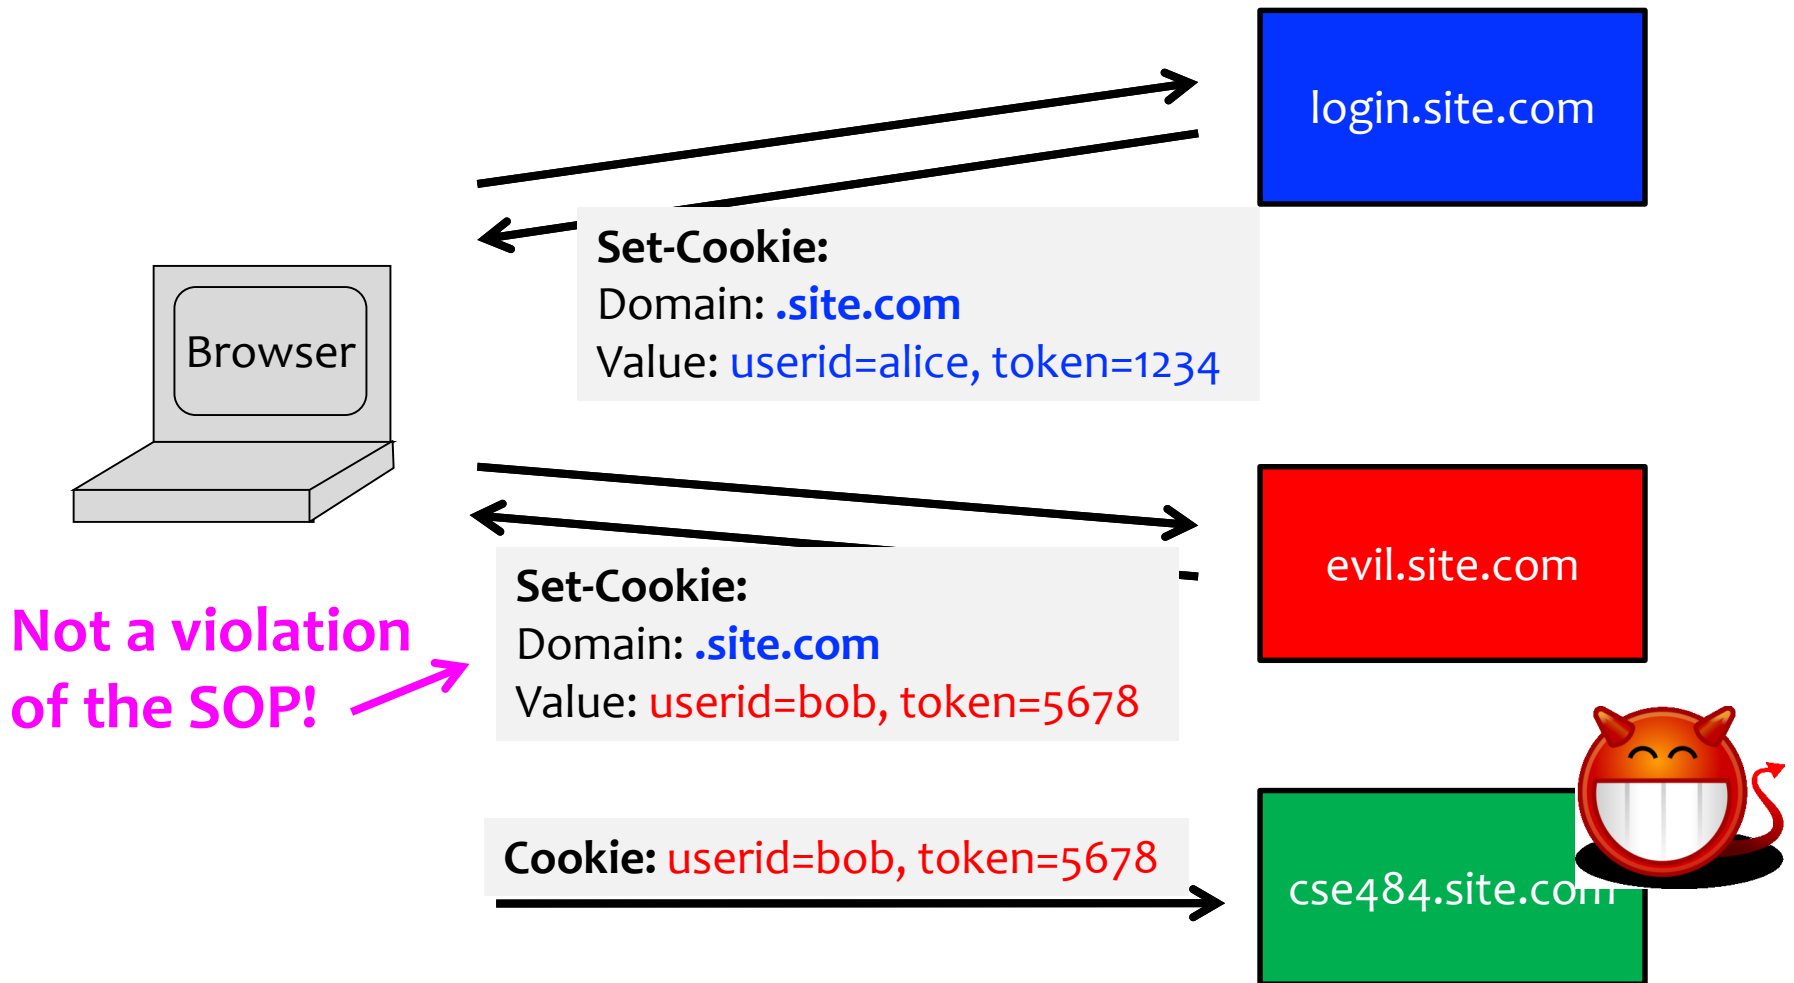 login.site.com
Set-Cookie:
Domain: .site.com
Value: userid=alice, token=1234
Browser
evil.site.com
Set-Cookie:
Domain: .site.com
Value: userid=bob, token=5678
Not a violation
of the SOP!
Cookie: userid=bob, token=5678
cse484.site.com